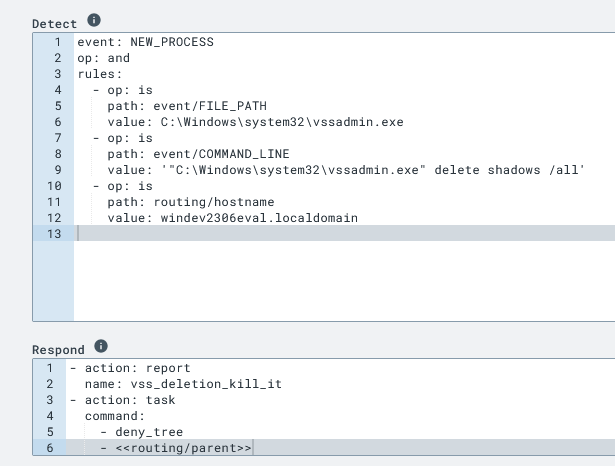 Detect
1 event: NEW_PROCESS
2 op: and
3 rules:
4   - op: is
5     path: event/FILE_PATH
6     value: C:\Windows\system32\vssadmin.exe
7   - op: is
8     path: event/COMMAND_LINE
9     value: '"C:\Windows\system32\vssadmin.exe" delete shadows /all'
10   - op: is
11     path: routing/hostname
12     value: windev2306eval.localdomain
13
Respond
1 - action: report
2   name: vss_deletion_kill_it
3 - action: task
4   command:
5     - deny_tree
6     - <<routing/parent>>